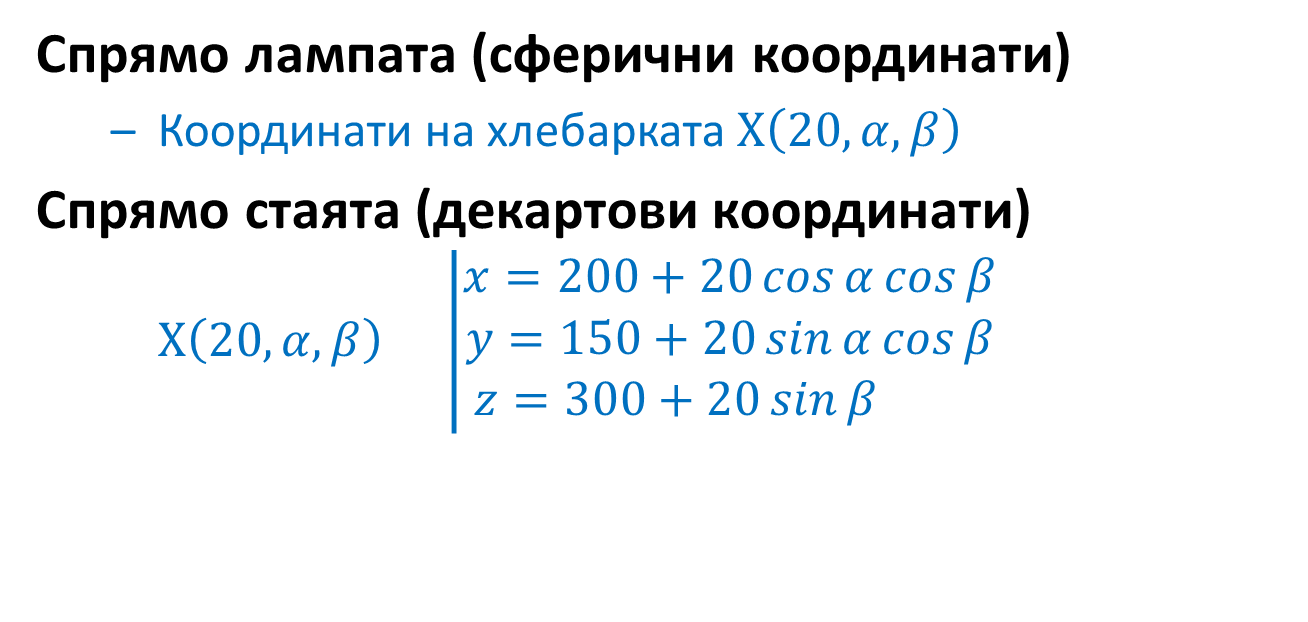 Спрямо лампата (сферични координати)
– Координати на хлебарката X(20, α, β)
Спрямо стаята (декартови координати)
x = 200 + 20 cos α cos β
X(20, α, β) y = 150 + 20 sin α cos β
z = 300 + 20 sin β